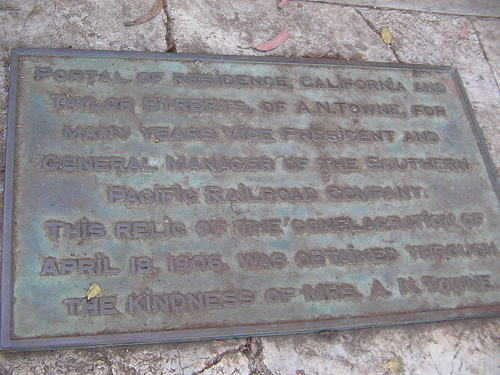 PORTAL OF RESIDENCE, CALIFORNIA AND
TAYLOR STREETS, OF A.N. TOWNE, FOR
MANY YEARS VICE PRESIDENT AND
GENERAL MANAGER OF THE SOUTHERN
PACIFIC RAILROAD COMPANY.
THIS RELIC OF THE CONFLAGRATION OF
APRIL 18, 1906, WAS OBTAINED THROUGH
THE KINDNESS OF MRS. A. N. TOWNE